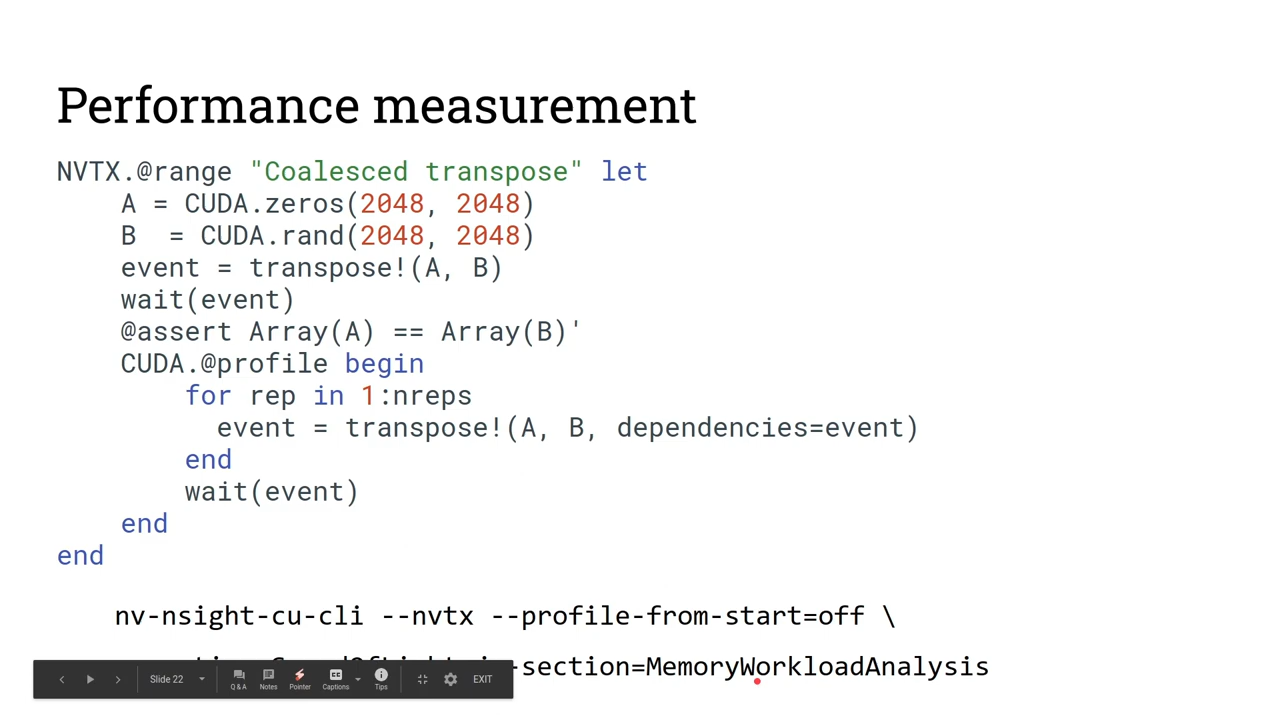 Performance measurement
NVTX.@range "Coalesced transpose" let
A = CUDA.zeros(2048, 2048)
B = CUDA.rand(2048, 2048)
event = transpose!(A, B)
wait(event)
@assert Array(A) == Array(B)'
CUDA.@profile begin
for rep in 1:nreps
event = transpose!(A, B, dependencies=event)
end
wait(event)
end
end
nv-nsight-cu-cli --nvtx --profile-from-start=off \
-section=MemoryWorkloadAnalysis
Slide 22
Q & A
Notes
Pointer
CC
Captions
Tips
EXIT